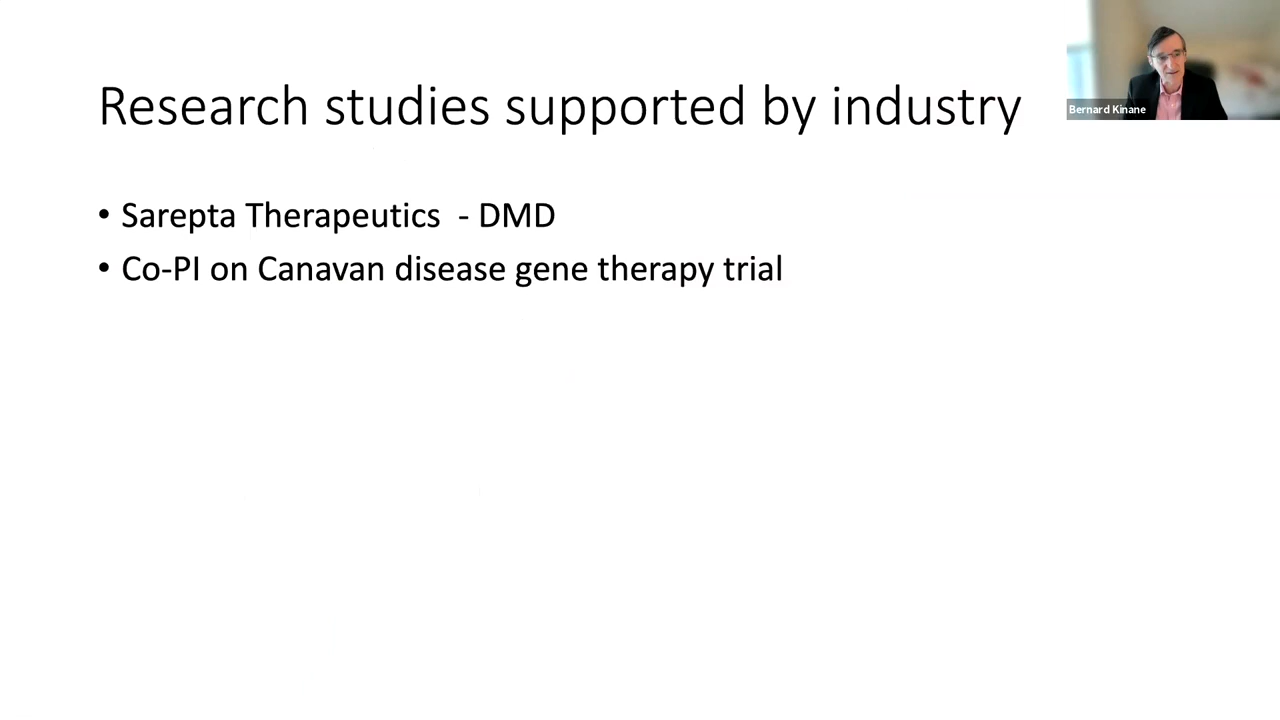 Research studies supported by industry
Bernard Kinane
• Sarepta Therapeutics - DMD
• Co-PI on Canavan disease gene therapy trial